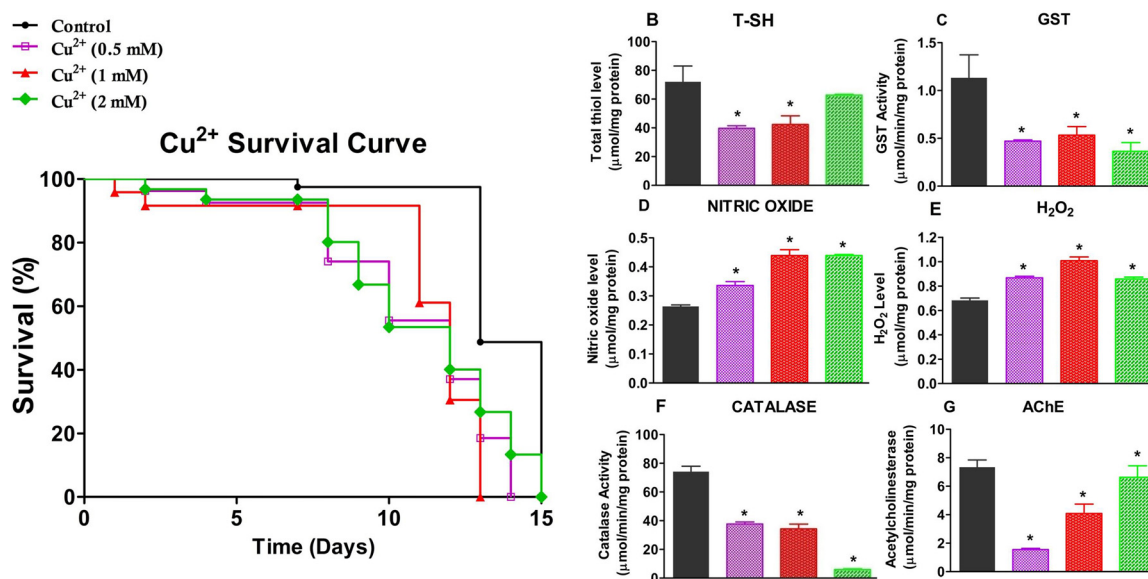 Control
Cu²⁺ (0.5 mM)
Cu²⁺ (1 mM)
Cu²⁺ (2 mM)
Cu²⁺ Survival Curve
Survival (%)
100
80
60
40
20
0
0 5 10 15
Time (Days)
B
T-SH
Total thiol level
(μmol/mg protein)
100
80
60
40
20
0
* *
C
GST
GST Activity
(μmol/min/mg protein)
1.5
1.0
0.5
0.0
* * *
D
NITRIC OXIDE
Nitric oxide level
(μmol/mg protein)
0.5
0.4
0.3
0.2
0.1
0.0
* * *
E
H₂O₂
H₂O₂ Level
(μmol/mg protein)
1.2
1.0
0.8
0.6
0.4
0.2
0.0
* * *
F
CATALASE
Catalase Activity
(μmol/min/mg protein)
100
80
60
40
20
0
* * *
G
AChE
Acetylcholinesterase
(μmol/min/mg protein)
10
8
6
4
2
0
* * *